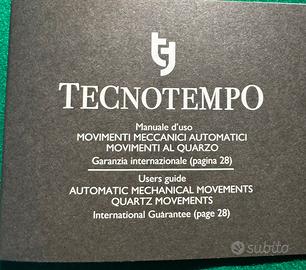 TECNOTEMPO
Manuale d'uso
MOVIMENTI MECCANICI AUTOMATICI
MOVIMENTI AL QUARZO
Garanzia internazionale (pagina 28)
Users guide
AUTOMATIC MECHANICAL MOVEMENTS
QUARTZ MOVEMENTS
International Guarantee (page 28)
subito